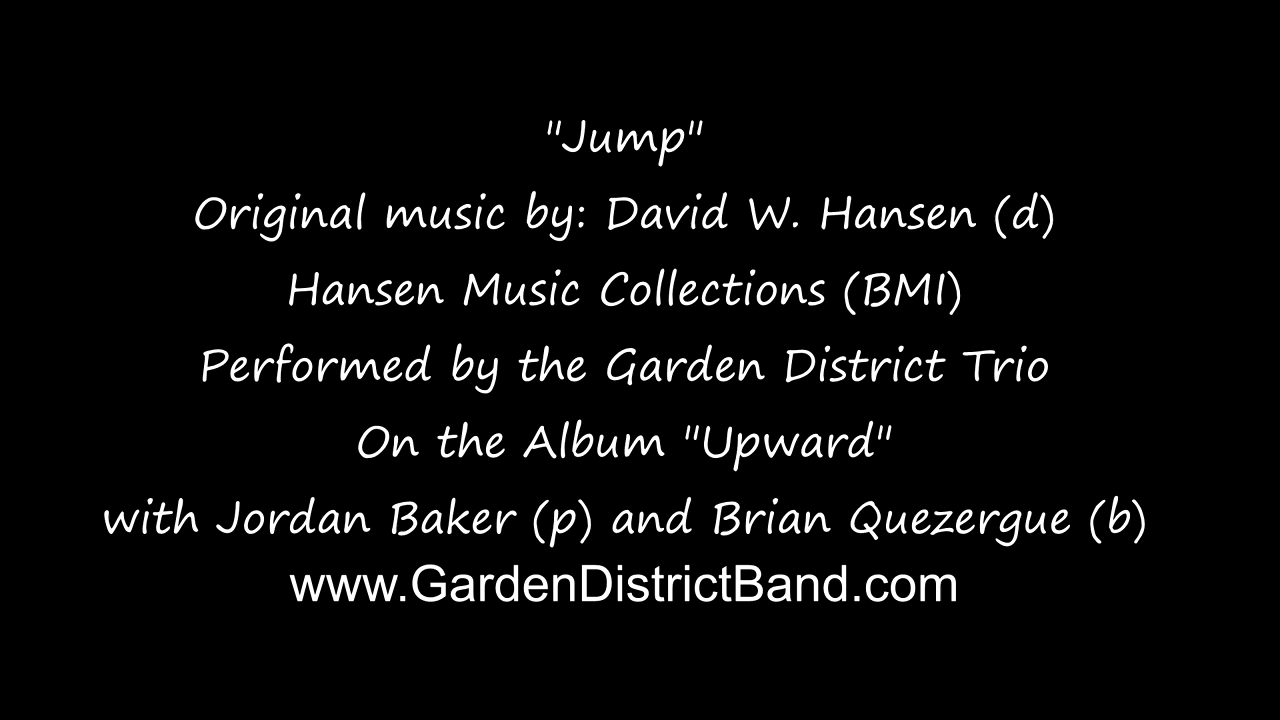 "Jump"
Original music by: David W. Hansen (d)
Hansen Music Collections (BMI)
Performed by the Garden District Trio
On the Album "Upward"
with Jordan Baker (p) and Brian Quezergue (b)
www.GardenDistrictBand.com